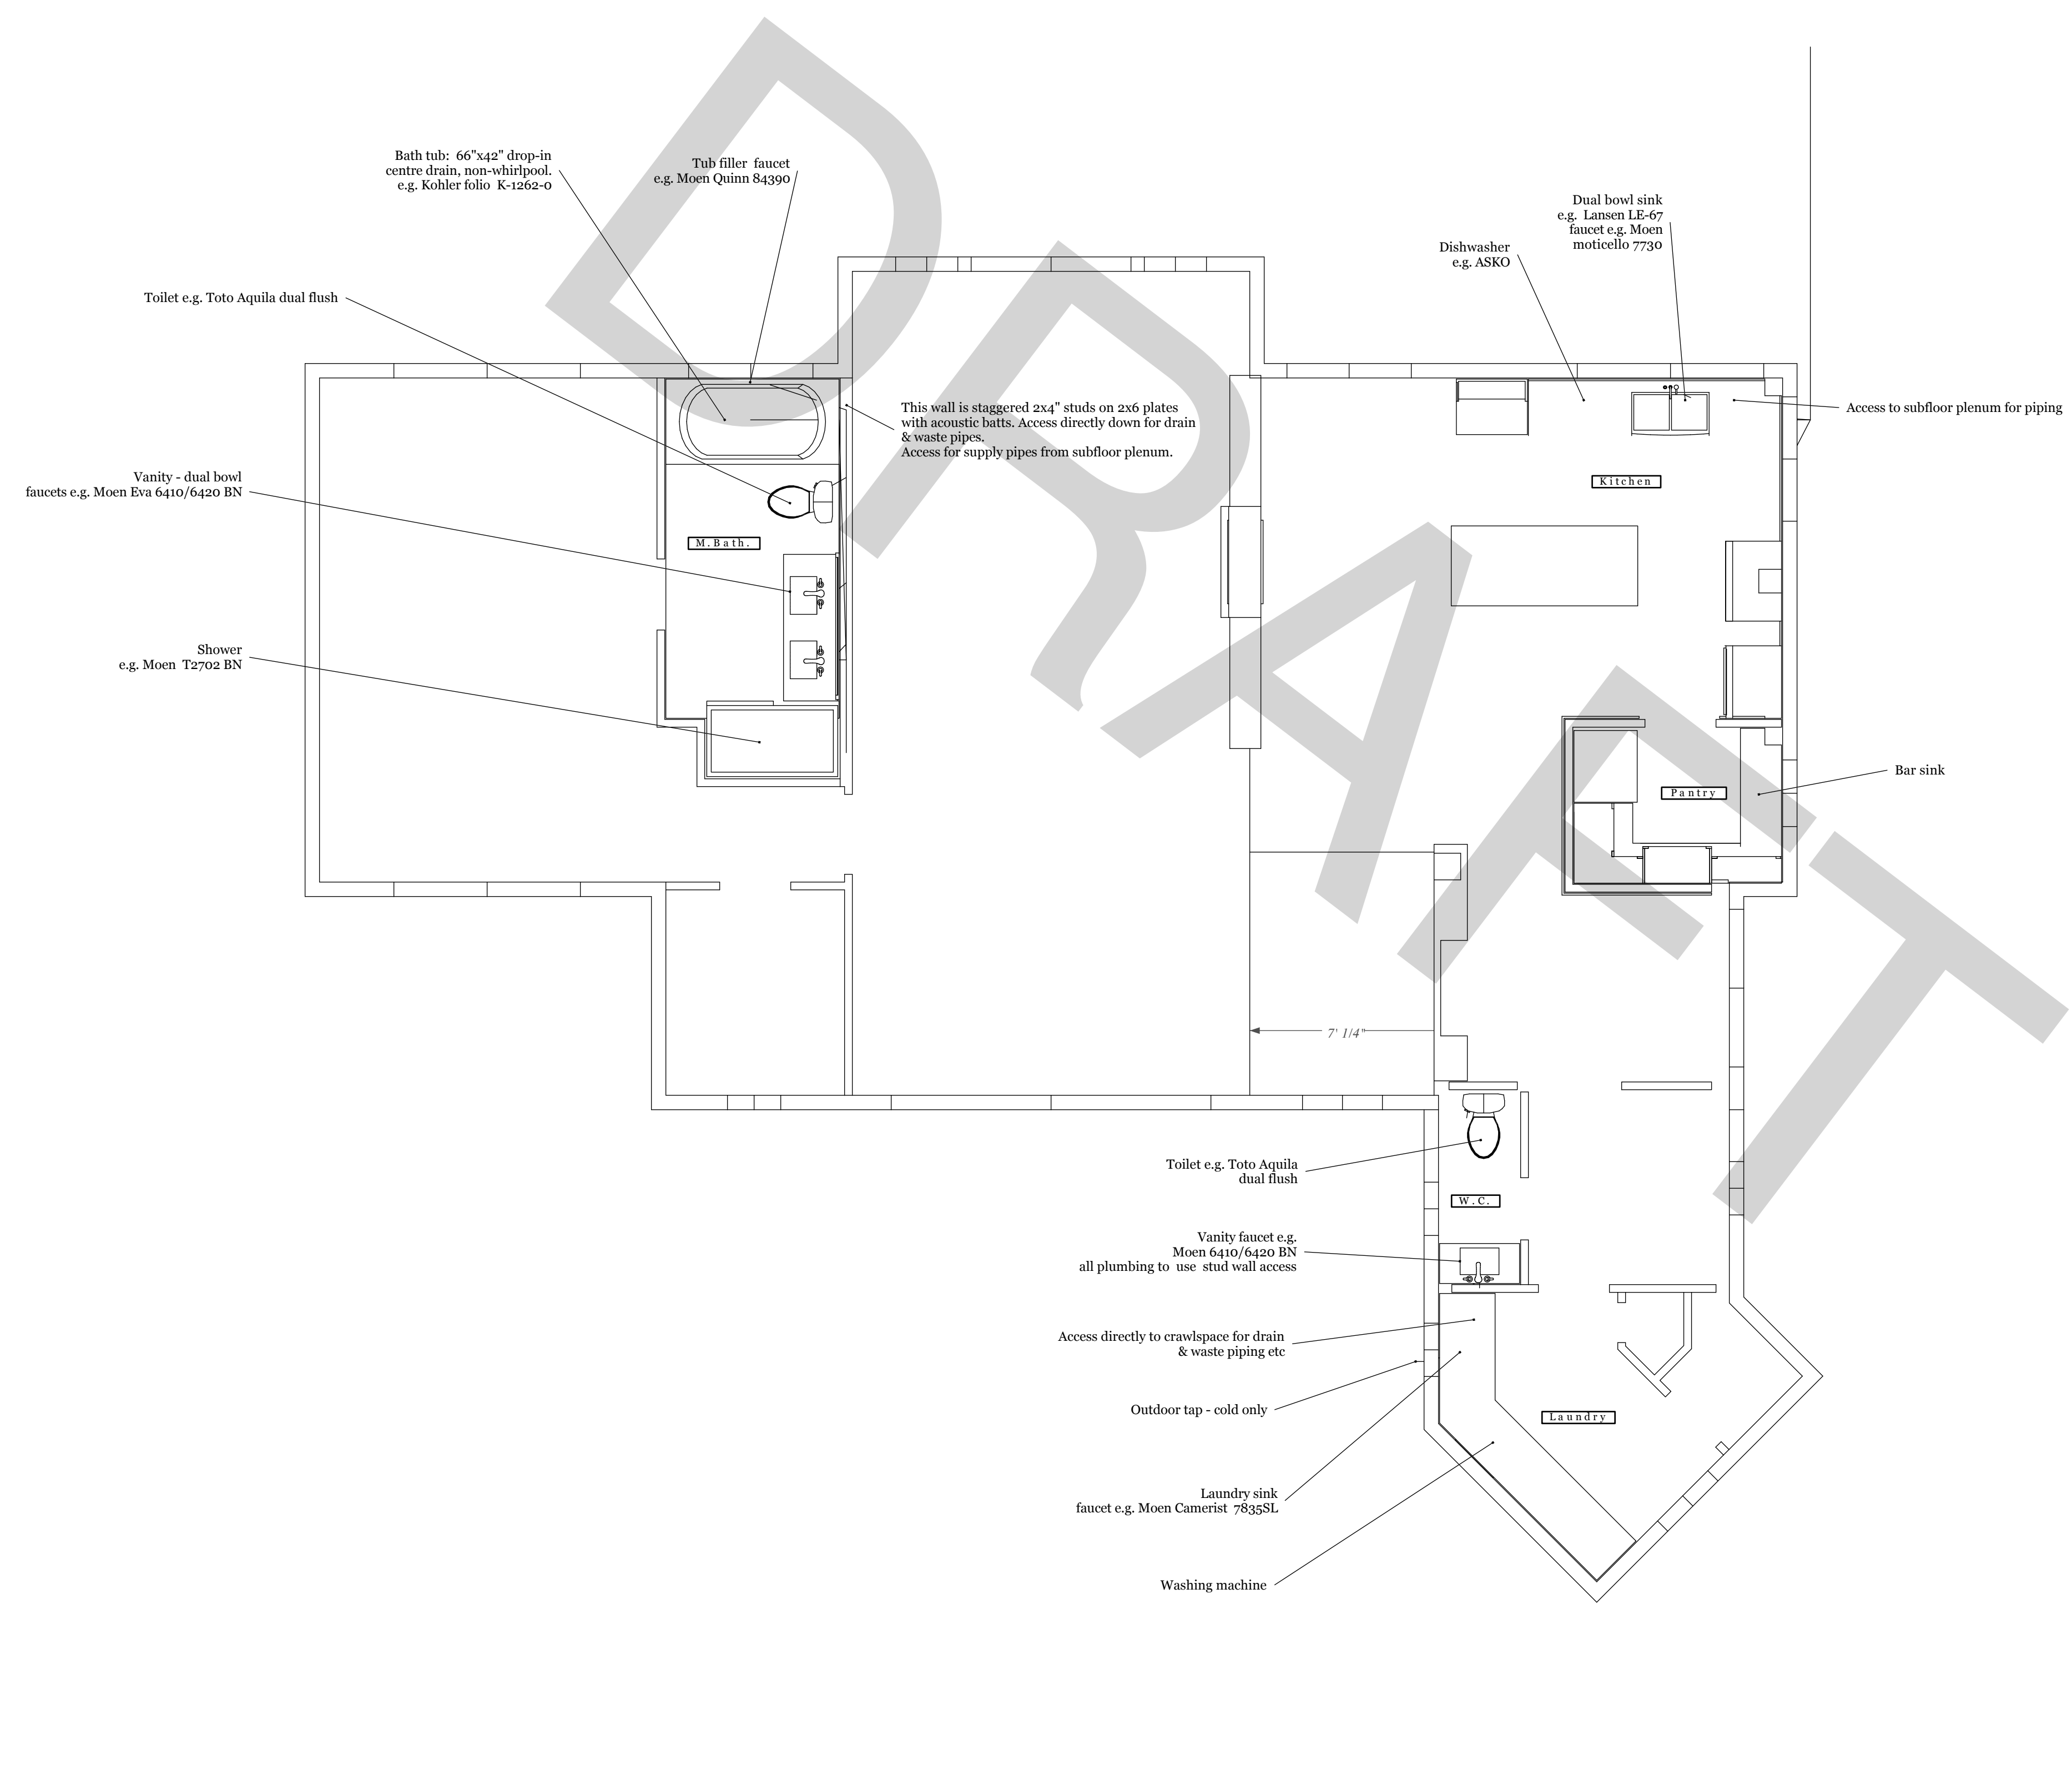 DRAFT
Bath tub: 66"x42" drop-in
centre drain, non-whirlpool.
e.g. Kohler folio K-1262-0
Tub filler faucet
e.g. Moen Quinn 84390
Dual bowl sink
e.g. Lansen LE-67
faucet e.g. Moen
moticello 7730
Dishwasher
e.g. ASKO
Toilet e.g. Toto Aquila dual flush
This wall is staggered 2x4" studs on 2x6 plates
with acoustic batts. Access directly down for drain
& waste pipes.
Access for supply pipes from subfloor plenum.
Access to subfloor plenum for piping
Vanity - dual bowl
faucets e.g. Moen Eva 6410/6420 BN
Kitchen
M.Bath.
Shower
e.g. Moen T2702 BN
Bar sink
Pantry
7' 1/4"
Toilet e.g. Toto Aquila
dual flush
W.C.
Vanity faucet e.g.
Moen 6410/6420 BN
all plumbing to use stud wall access
Access directly to crawlspace for drain
& waste piping etc
Outdoor tap - cold only
Laundry
Laundry sink
faucet e.g. Moen Camerist 7835SL
Washing machine